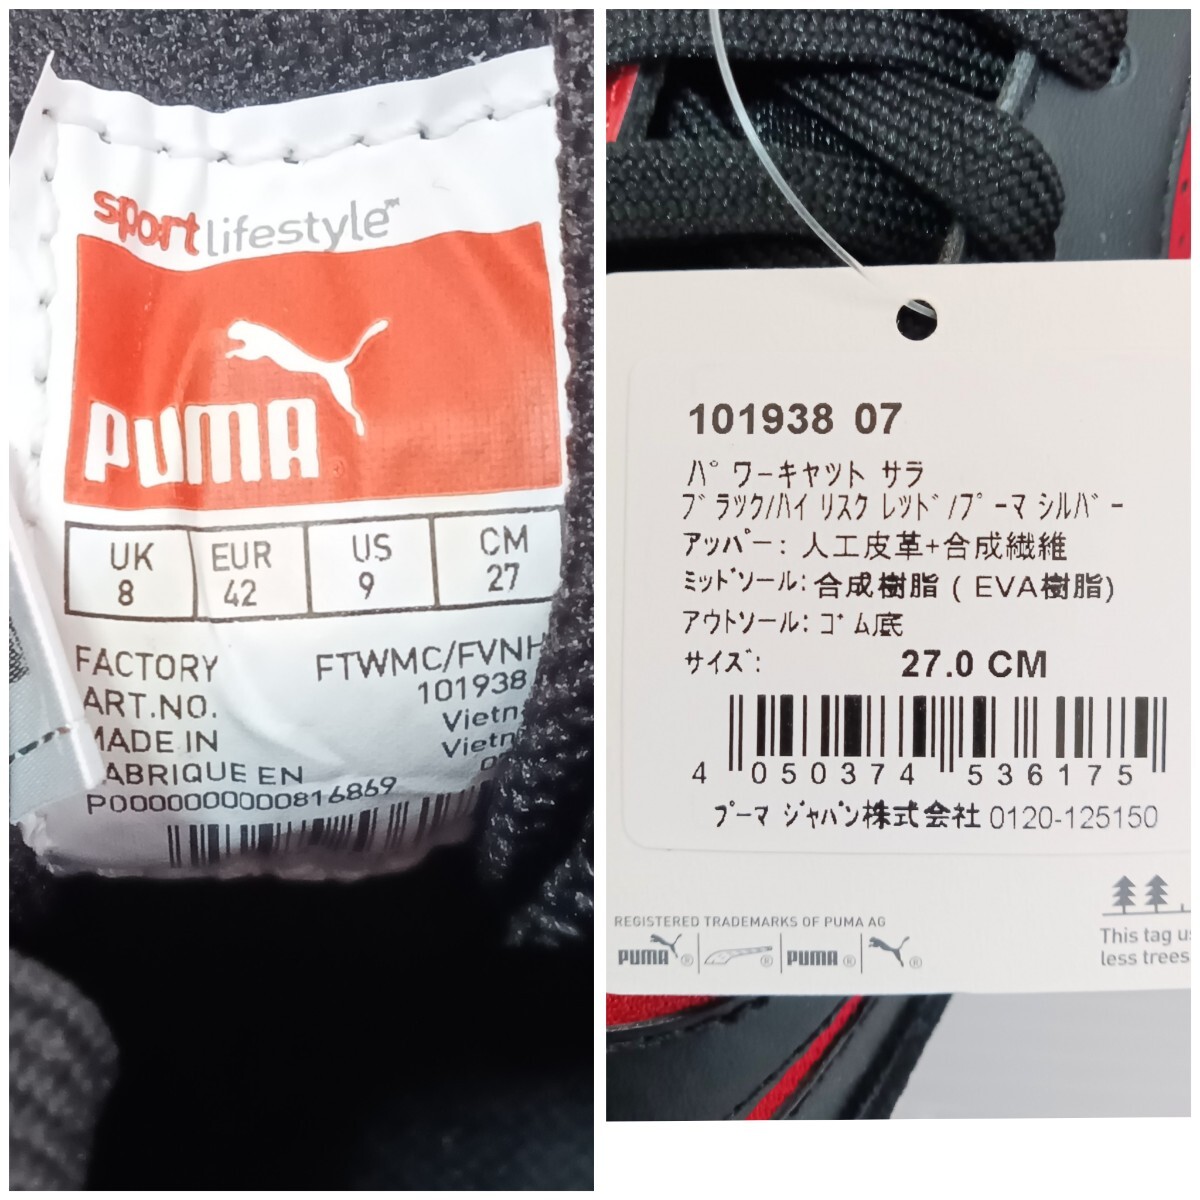 sportlifestyle
PUMA
UK EUR US CM
8 42 9 27
FACTORY FTWMC/FVNH
ART.NO. 101938
MADE IN Vietn
FABRIQUE EN Vietn
P0000000000816869
101938 07
パワーキャット サラ
ブラック/ハイ リスク レッド/プーマ シルバー
アッパー: 人工皮革+合成繊維
ミッドソール: 合成樹脂 ( EVA樹脂)
アウトソール: ゴム底
サイズ: 27.0 CM
4 050374 536175
プーマ ジャパン株式会社 0120-125150
REGISTERED TRADEMARKS OF PUMA AG
PUMA® ® PUMA® ®
This tag us
less trees